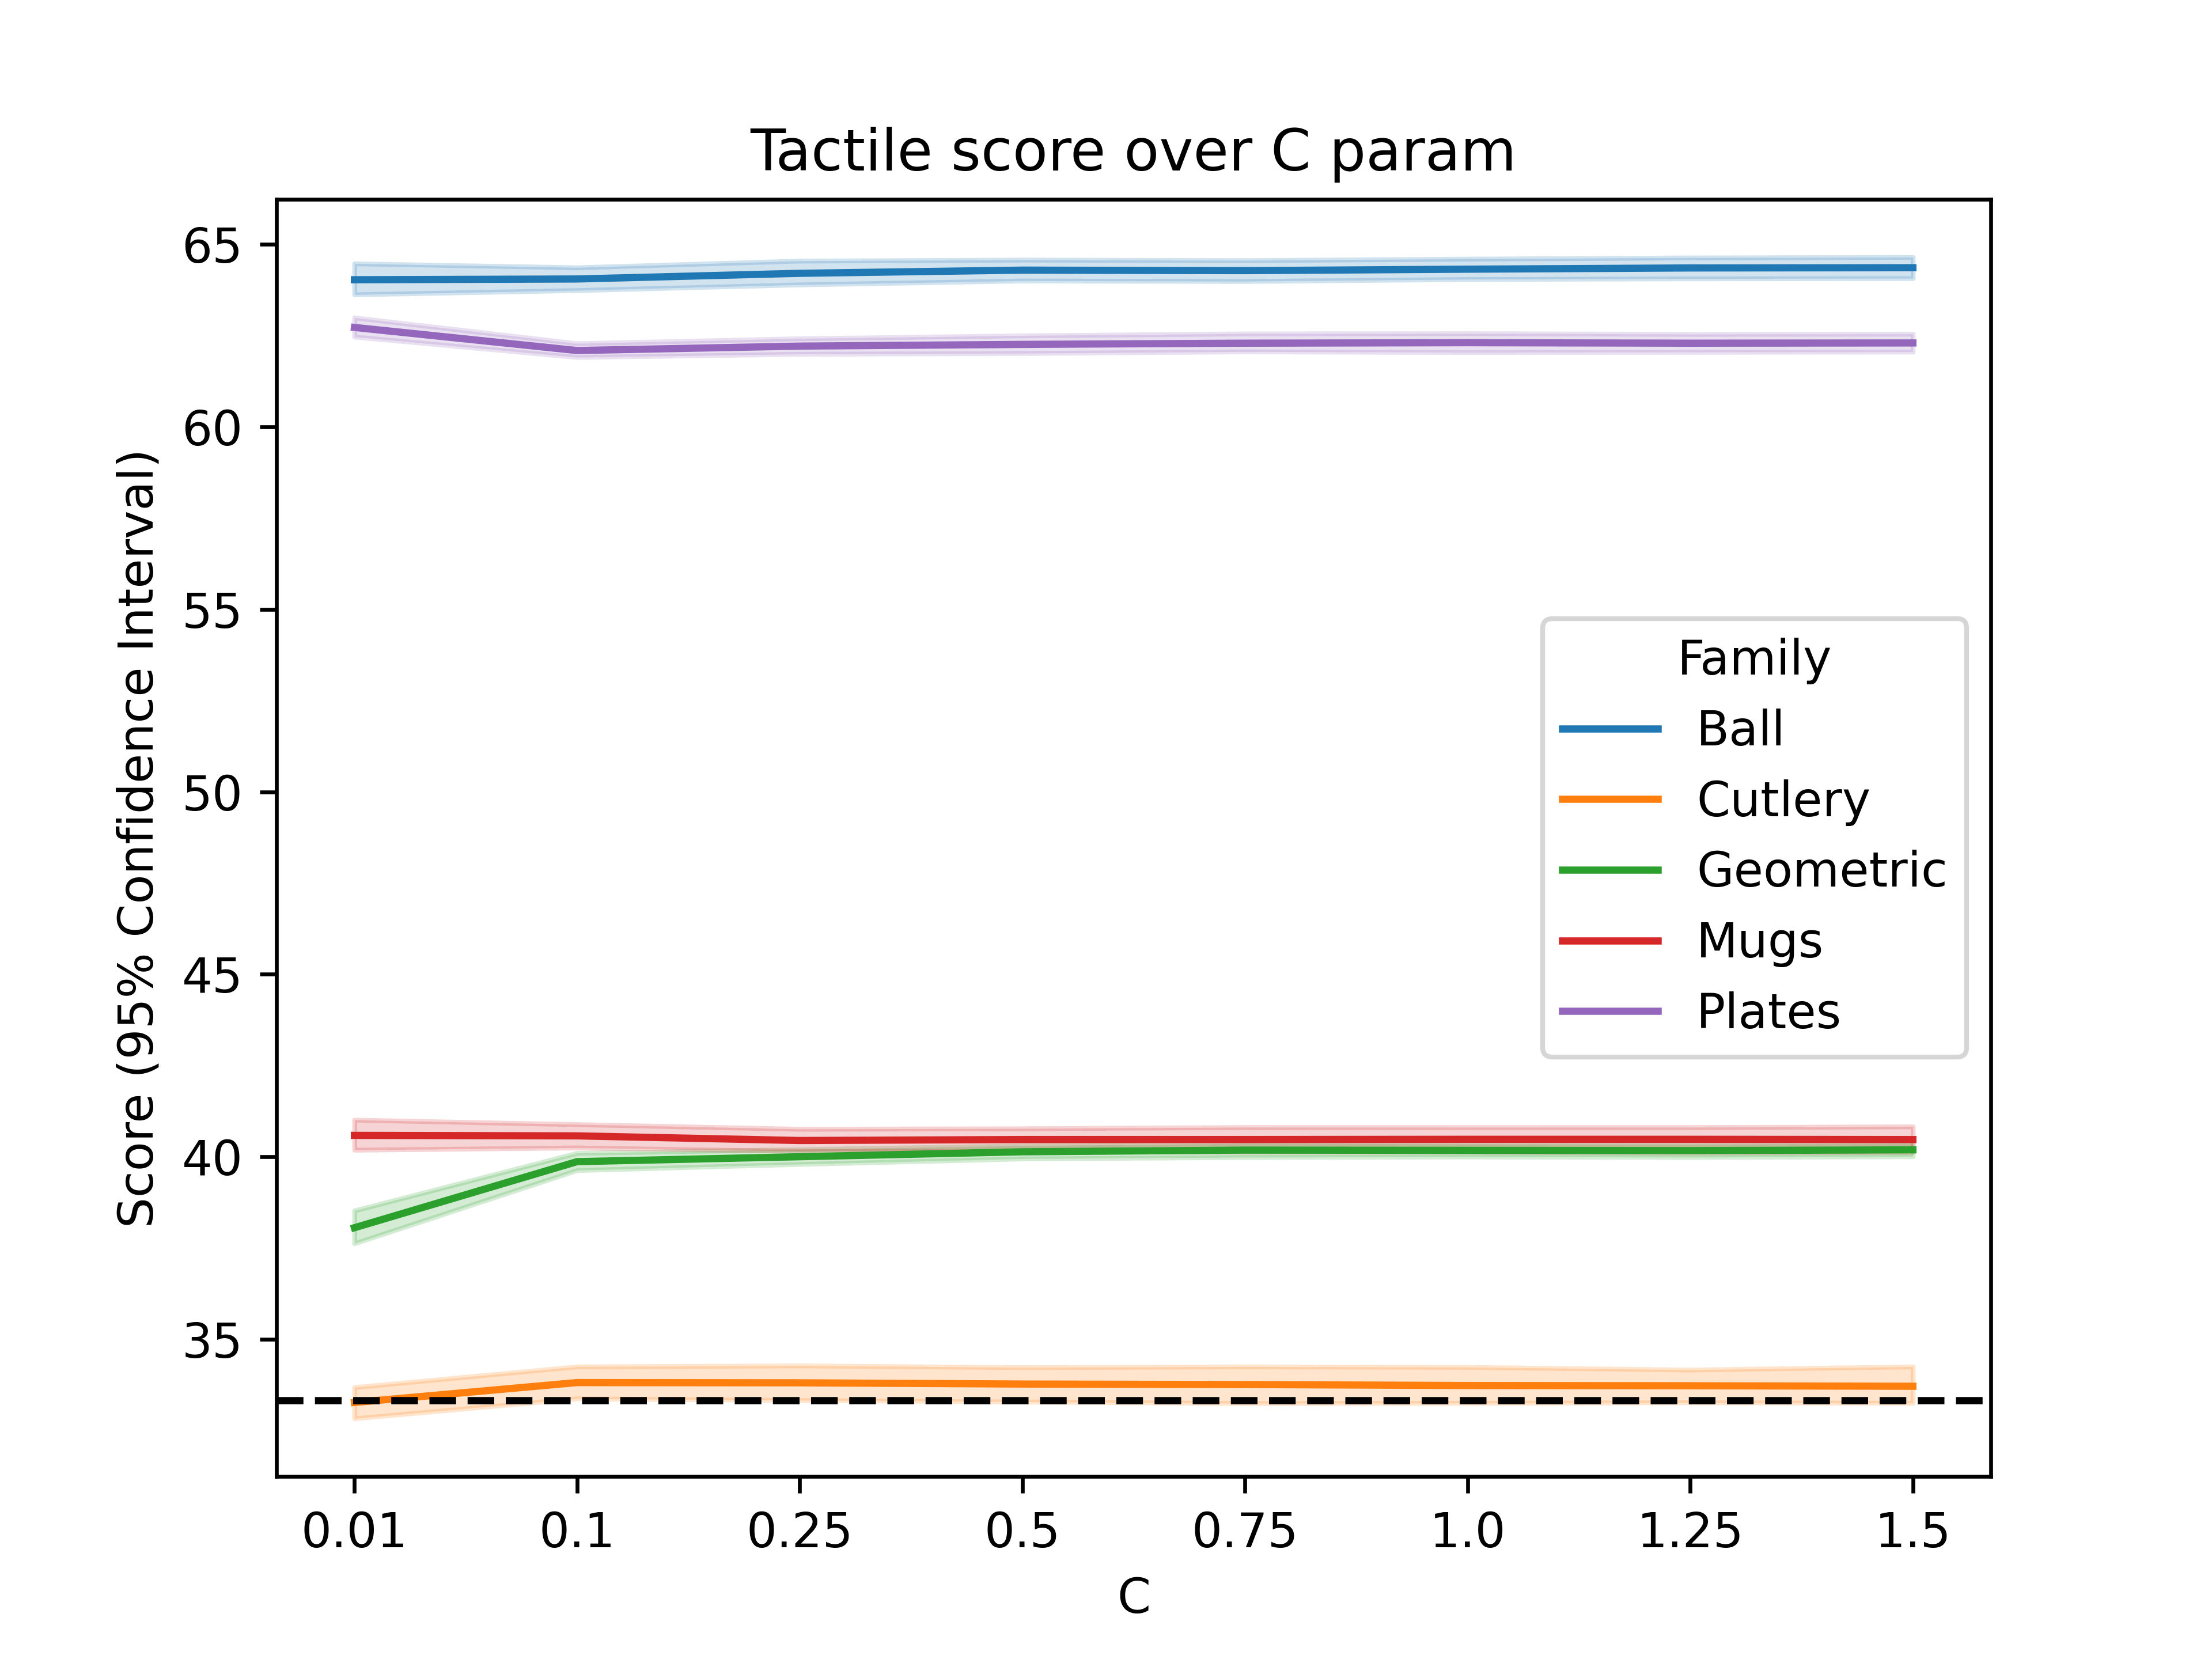 Tactile score over C param
Score (95% Confidence Interval)
65
60
55
50
45
40
35
Family
Ball
Cutlery
Geometric
Mugs
Plates
0.01 0.1 0.25 0.5 0.75 1.0 1.25 1.5
C